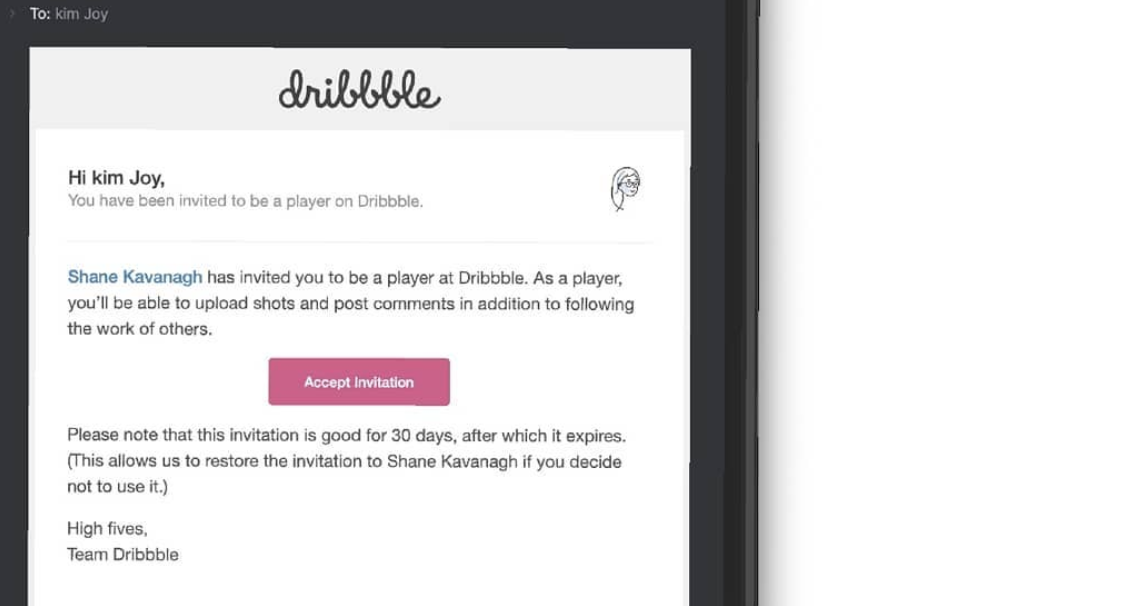 To: kim Joy
dribbble
Hi kim Joy,
You have been invited to be a player on Dribbble.
Shane Kavanagh has invited you to be a player at Dribbble. As a player,
you'll be able to upload shots and post comments in addition to following
the work of others.
Accept Invitation
Please note that this invitation is good for 30 days, after which it expires.
(This allows us to restore the invitation to Shane Kavanagh if you decide
not to use it.)
High fives,
Team Dribbble